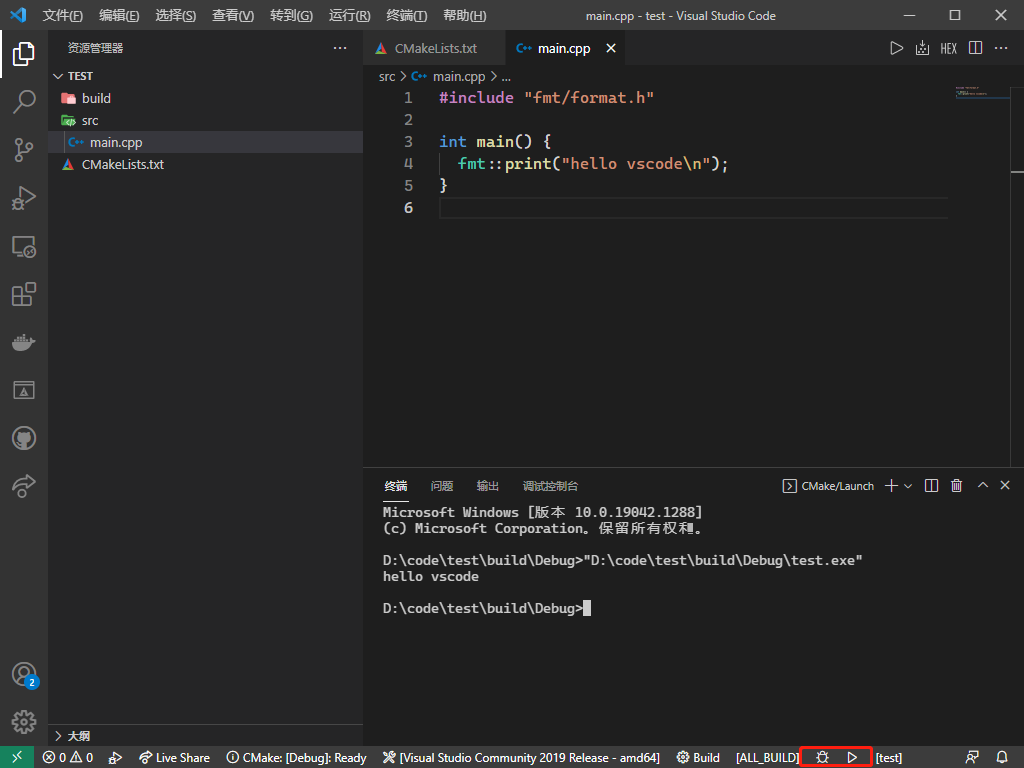 文件(F) 编辑(E) 选择(S) 查看(V) 转到(G) 运行(R) 终端(T) 帮助(H) main.cpp - test - Visual Studio Code
资源管理器 ... CMakeLists.txt main.cpp HEX ...
TEST
build
src
main.cpp
CMakeLists.txt
src > main.cpp > ...
1 #include "fmt/format.h"
2
3 int main() {
4 fmt::print("hello vscode\n");
5 }
6
终端 问题 输出 调试控制台 CMake/Launch
Microsoft Windows [版本 10.0.19042.1288]
(c) Microsoft Corporation。保留所有权利。
D:\code\test\build\Debug>"D:\code\test\build\Debug\test.exe"
hello vscode
D:\code\test\build\Debug>
2
大纲
0 0 Live Share CMake: [Debug]: Ready [Visual Studio Community 2019 Release - amd64] Build [ALL_BUILD] [test]